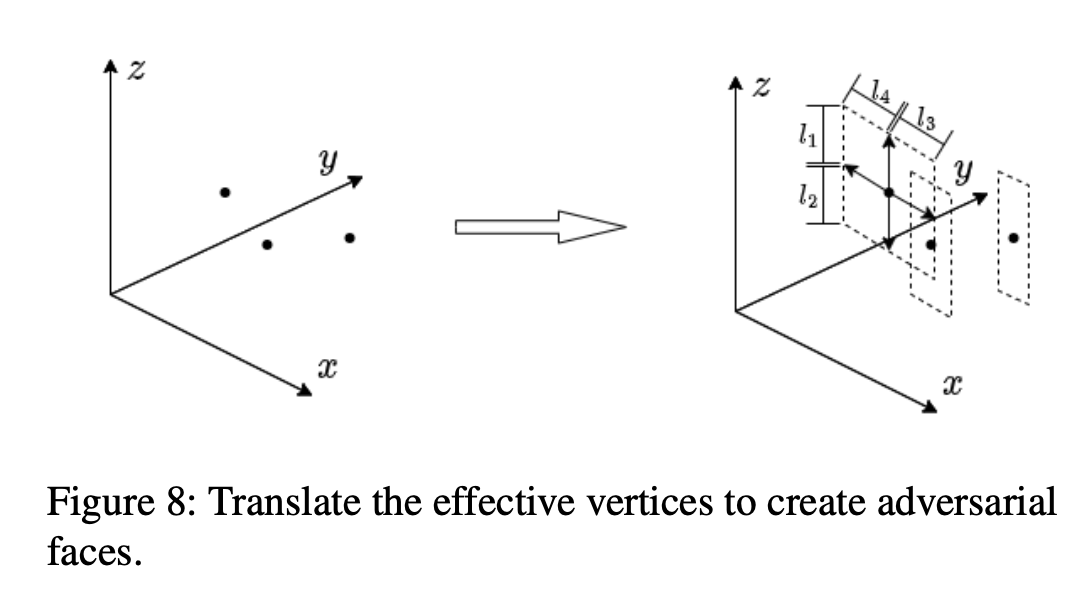 z
y
x
z
l₄
l₃
l₁
y
l₂
x
Figure 8: Translate the effective vertices to create adversarial
faces.